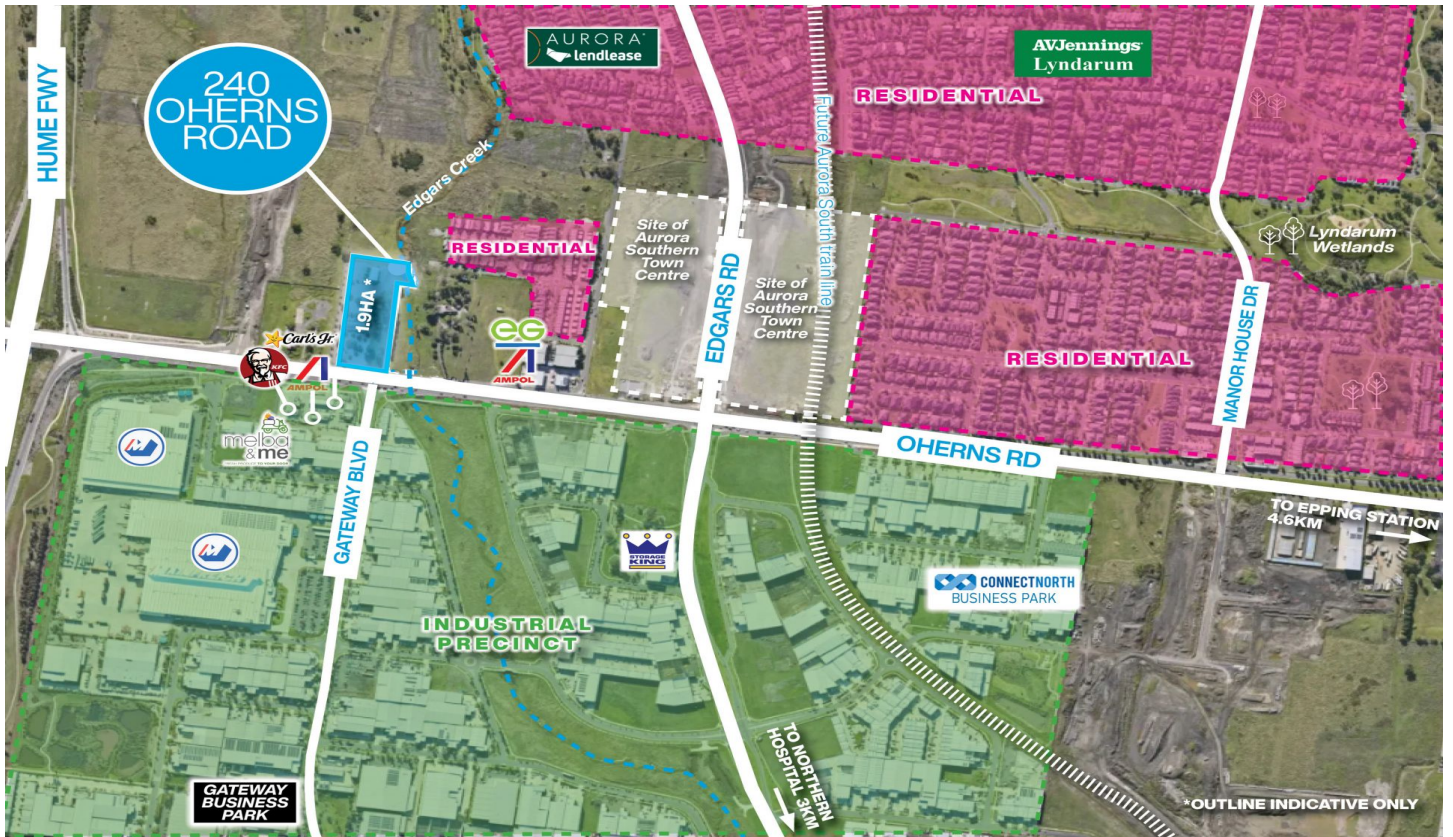 AURORA
lendlease
AVJennings
Lyndarum
HUME FWY
240
OHERNS
ROAD
RESIDENTIAL
Future Aurora South train line
Edgars Creek
RESIDENTIAL
Site of
Aurora
Southern
Town
Centre
EDGARS RD
Site of
Aurora
Southern
Town
Centre
Lyndarum
Wetlands
MANOR HOUSE DR
1.9HA *
RESIDENTIAL
Carl's Jr.
KFC
AMPOL
eg
AMPOL
melba
&me
OHERNS RD
GATEWAY BLVD
TO EPPING STATION
4.6KM
STORAGE
KING
CONNECTNORTH
BUSINESS PARK
INDUSTRIAL
PRECINCT
TO NORTHERN
HOSPITAL 3KM
GATEWAY
BUSINESS
PARK
*OUTLINE INDICATIVE ONLY